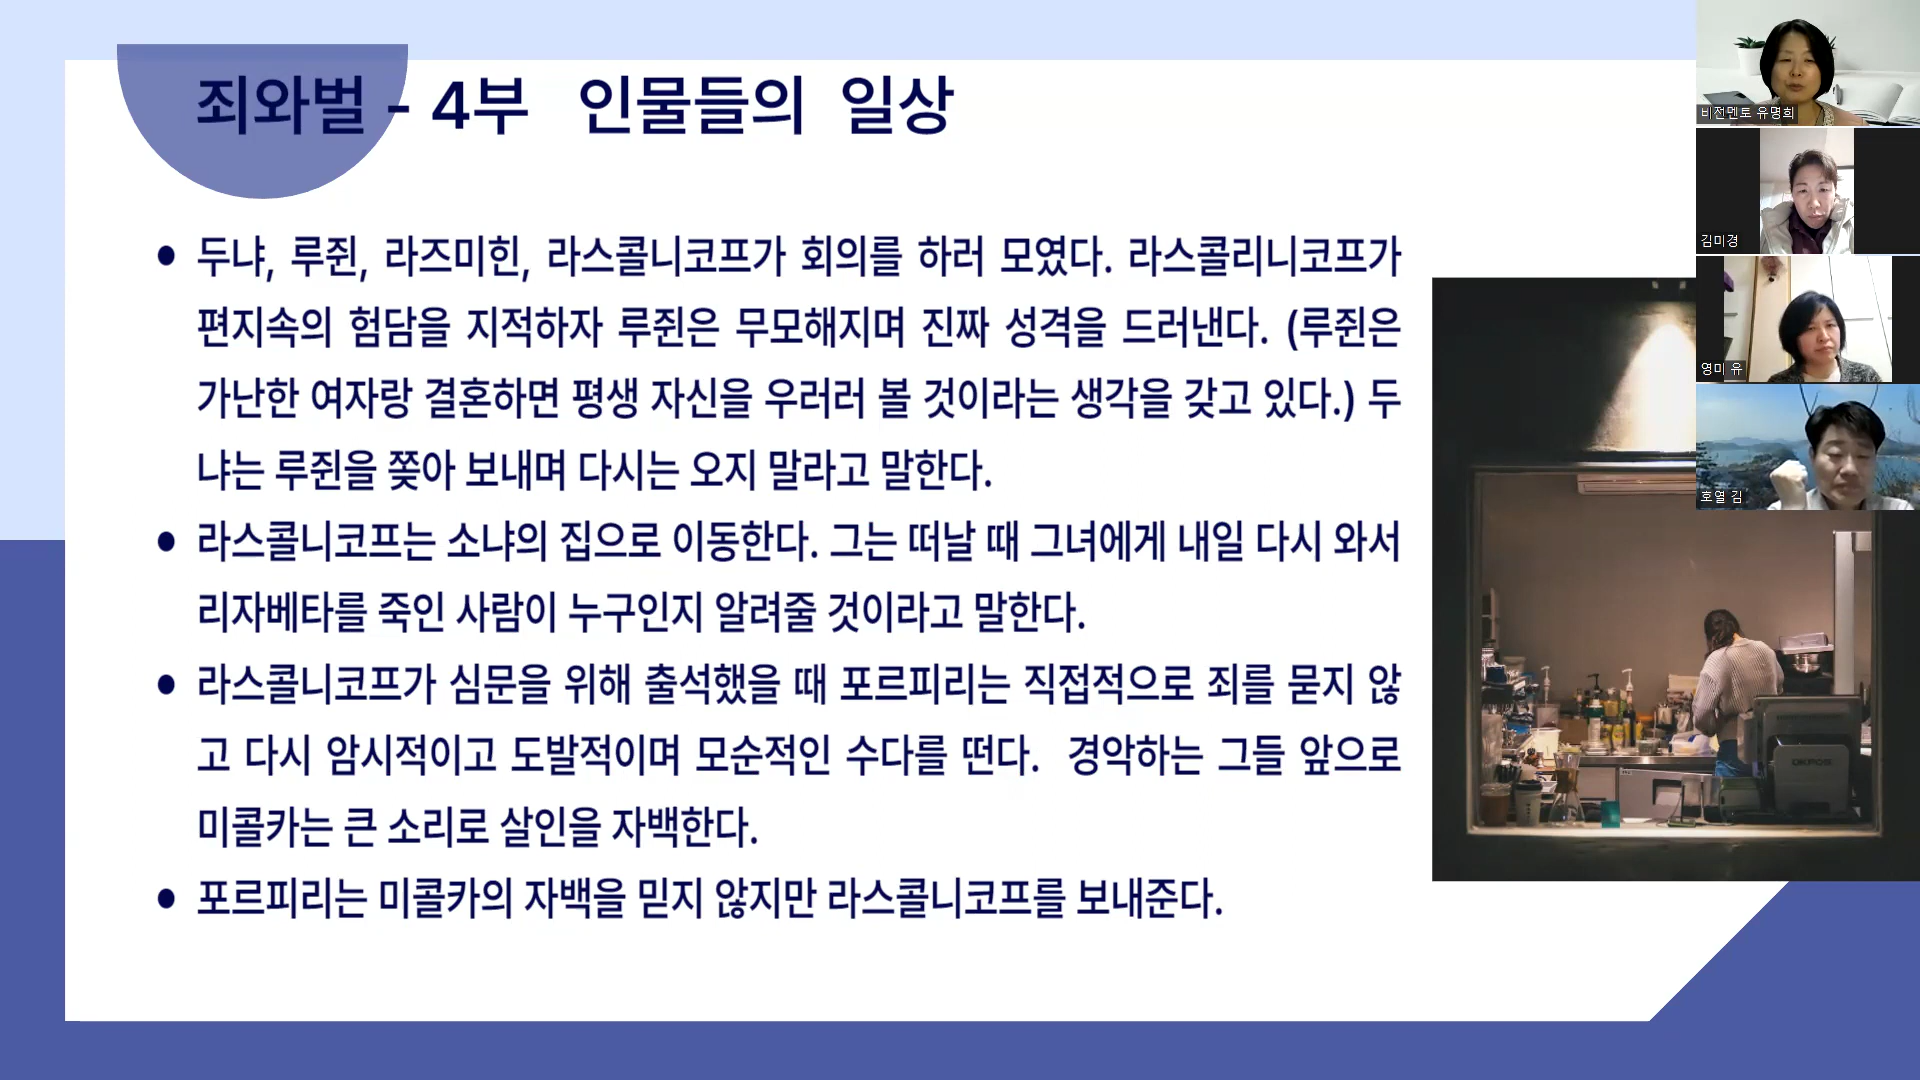 죄와벌 - 4부 인물들의 일상
두냐, 루쥔, 라즈미힌, 라스콜니코프가 회의를 하러 모였다. 라스콜리니코프가
편지속의 험담을 지적하자 루쥔은 무모해지며 진짜 성격을 드러낸다. (루쥔은
가난한 여자랑 결혼하면 평생 자신을 우러러 볼 것이라는 생각을 갖고 있다.) 두
냐는 루쥔을 쫒아 보내며 다시는 오지 말라고 말한다.
라스콜니코프는 소냐의 집으로 이동한다. 그는 떠날 때 그녀에게 내일 다시 와서
리자베타를 죽인 사람이 누구인지 알려줄 것이라고 말한다.
라스콜니코프가 심문을 위해 출석했을 때 포르피리는 직접적으로 죄를 묻지 않
고 다시 암시적이고 도발적이며 모순적인 수다를 떤다. 경악하는 그들 앞으로
미콜카는 큰 소리로 살인을 자백한다.
포르피리는 미콜카의 자백을 믿지 않지만 라스콜니코프를 보내준다.
비전멘토 유명희
김미경
영미 유
호열 김